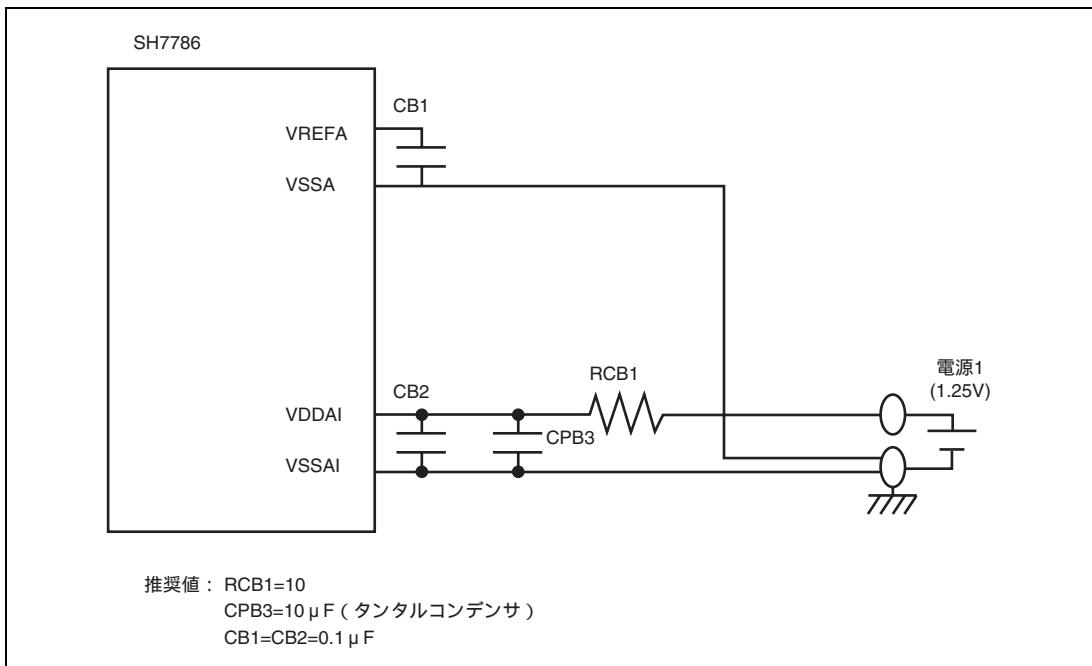 SH7786
CB1
VREFA
VSSA
電源1
(1.25V)
RCB1
CB2
VDDAI
CPB3
VSSAI
推奨値： RCB1=10
CPB3=10 μ F ( タンタルコンデンサ )
CB1=CB2=0.1 μ F